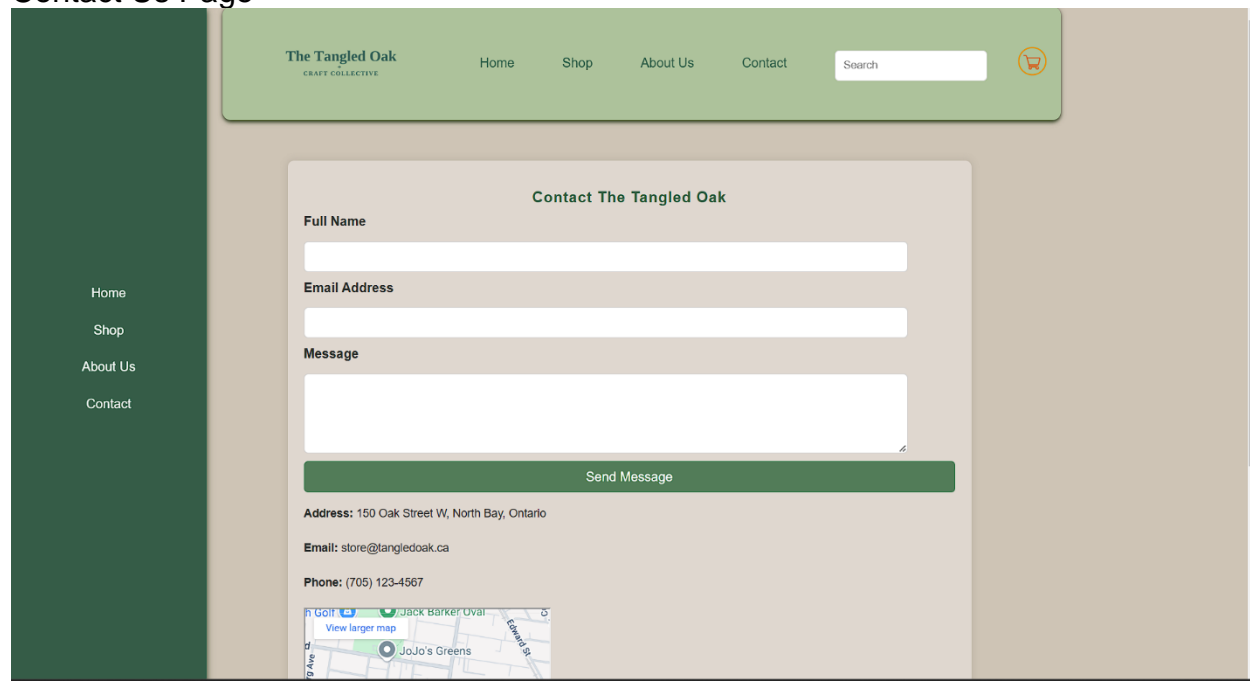 Contact Us Page
The Tangled Oak
CRAFT COLLECTIVE
Home
Shop
About Us
Contact
Search
Home
Shop
About Us
Contact
Contact The Tangled Oak
Full Name
Email Address
Message
Send Message
Address: 150 Oak Street W, North Bay, Ontario
Email: store@tangledoak.ca
Phone: (705) 123-4567
Golf
Jack Barker Oval
View larger map
Edward St
JoJo's Greens
Ave